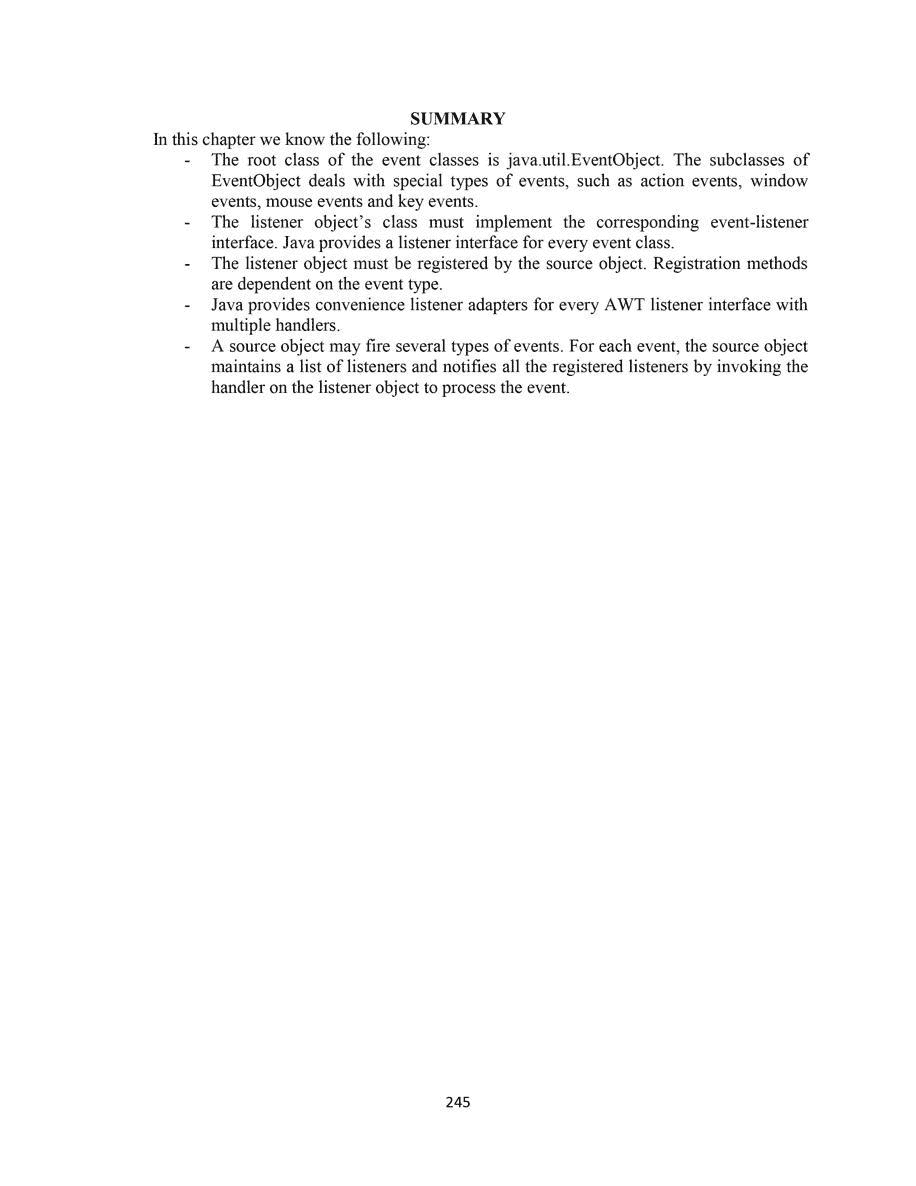 SUMMARY
In this chapter we know the following:
- The root class of the event classes is java.util.EventObject. The subclasses of
EventObject deals with special types of events, such as action events, window
events, mouse events and key events.
- The listener object’s class must implement the corresponding event-listener
interface. Java provides a listener interface for every event class.
- The listener object must be registered by the source object. Registration methods
are dependent on the event type.
- Java provides convenience listener adapters for every AWT listener interface with
multiple handlers.
- A source object may fire several types of events. For each event, the source object
maintains a list of listeners and notifies all the registered listeners by invoking the
handler on the listener object to process the event.
245